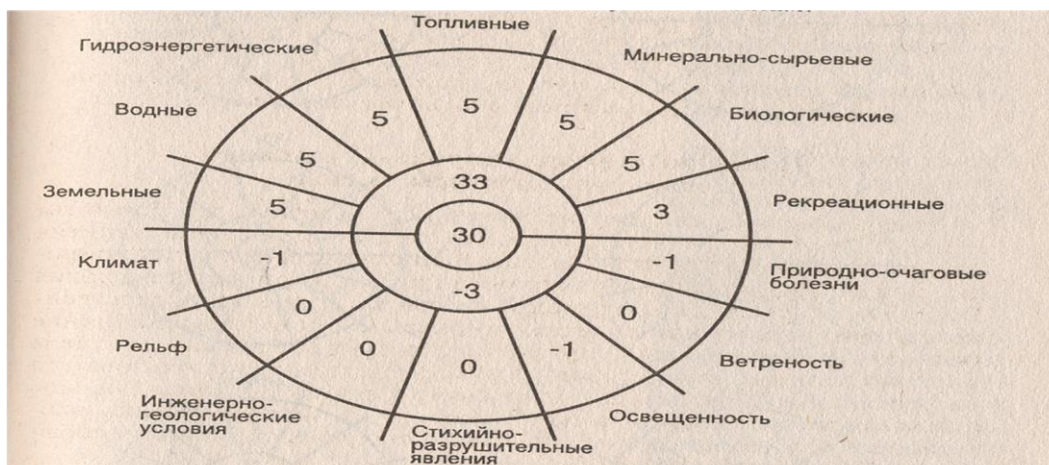 Топливные
Гидроэнергетические
Минерально-сырьевые
Водные
5
5
5
Биологические
5
5
Земельные
5
33
3
Рекреационные
30
Климат
-1
-1
Природно-очаговые
болезни
-3
0
0
Рельеф
0
0
-1
Ветреность
Инженерно-
геологические
условия
Стихийно-
разрушительные
явления
Освещенность